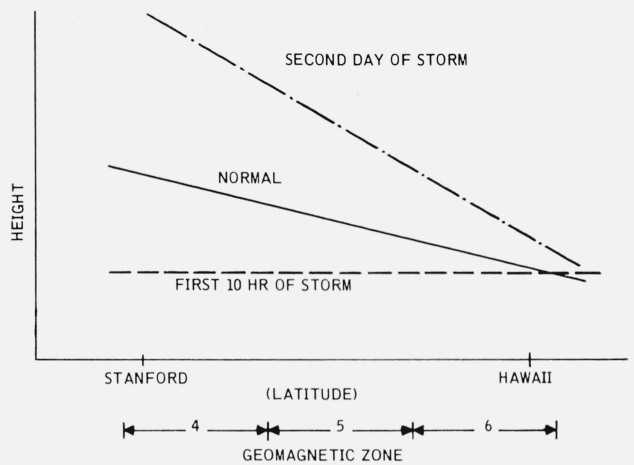 SECOND DAY OF STORM
NORMAL
HEIGHT
FIRST 10 HR OF STORM
STANFORD HAWAII
(LATITUDE)
4 5 6
GEOMAGNETIC ZONE